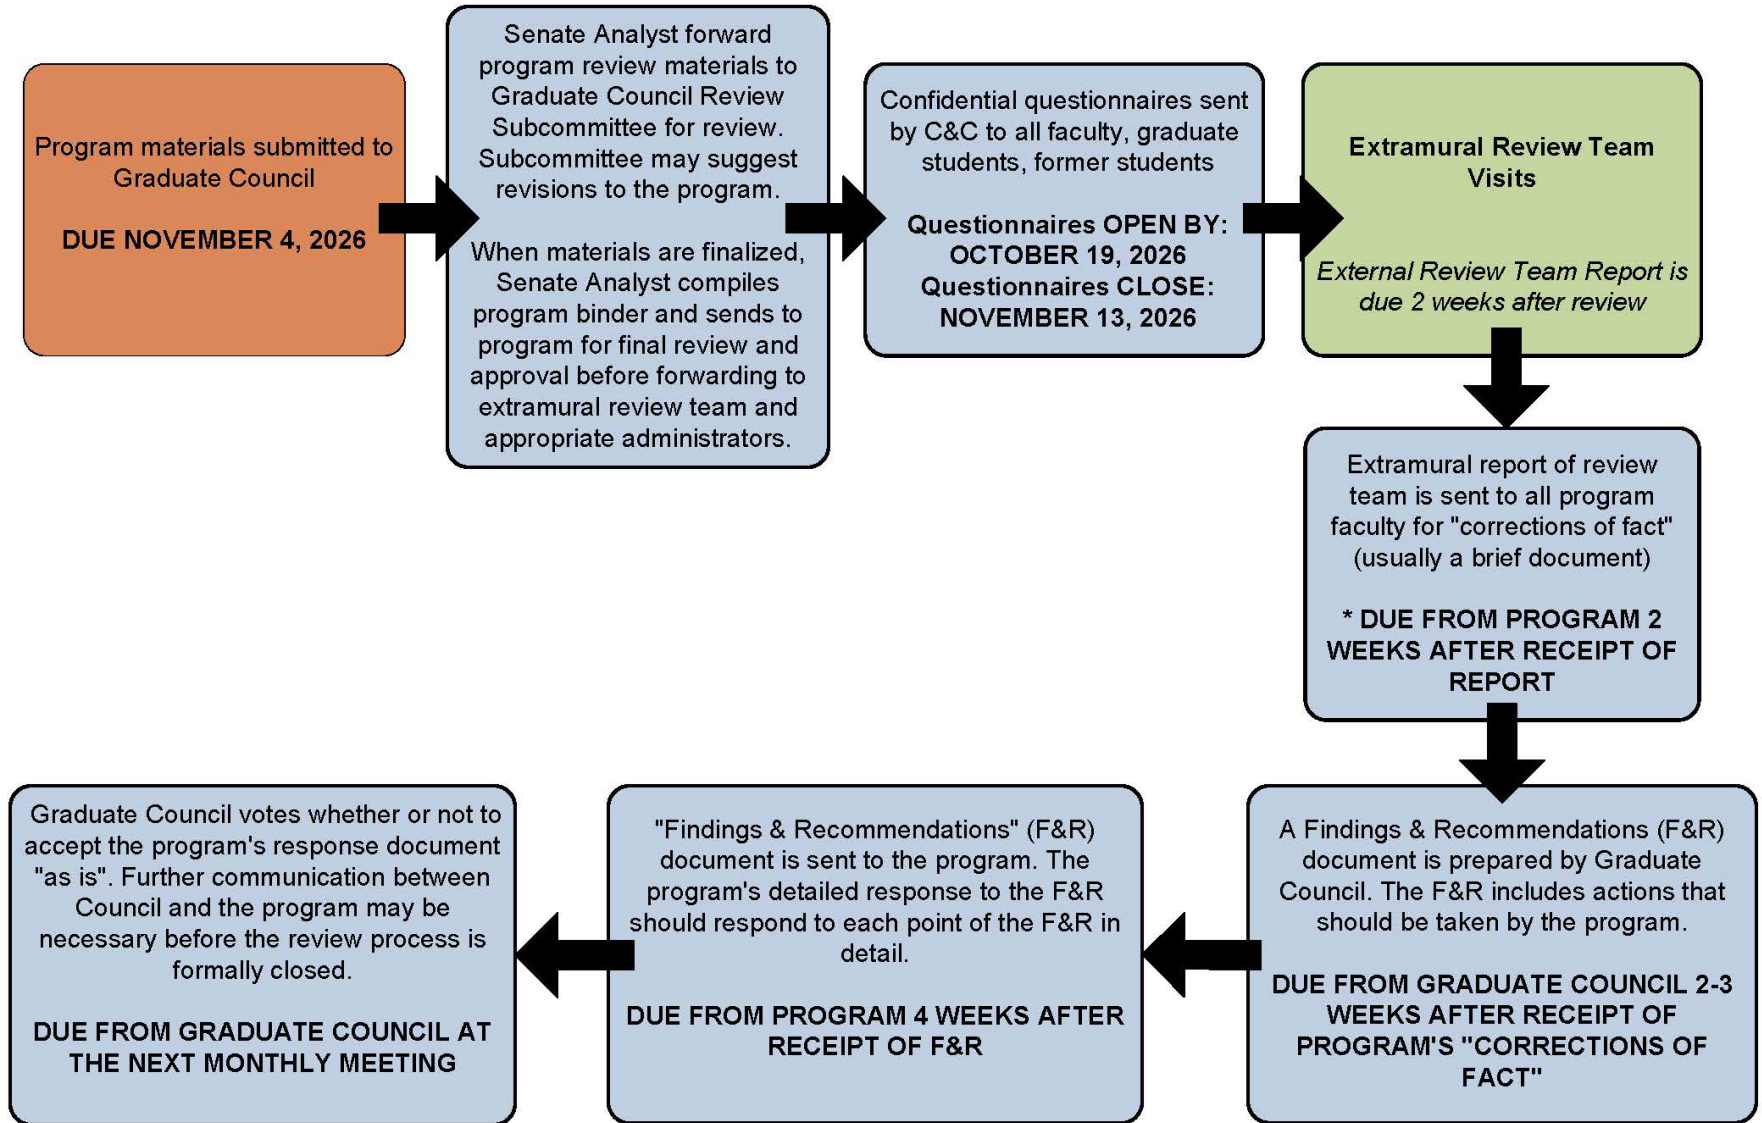 Program materials submitted to
Graduate Council
DUE NOVEMBER 4, 2026
Senate Analyst forward
program review materials to
Graduate Council Review
Subcommittee for review.
Subcommittee may suggest
revisions to the program.
When materials are finalized,
Senate Analyst compiles
program binder and sends to
program for final review and
approval before forwarding to
extramural review team and
appropriate administrators.
Confidential questionnaires sent
by C&C to all faculty, graduate
students, former students
Questionnaires OPEN BY:
OCTOBER 19, 2026
Questionnaires CLOSE:
NOVEMBER 13, 2026
Extramural Review Team
Visits
External Review Team Report is
due 2 weeks after review
Extramural report of review
team is sent to all program
faculty for "corrections of fact"
(usually a brief document)
* DUE FROM PROGRAM 2
WEEKS AFTER RECEIPT OF
REPORT
A Findings & Recommendations (F&R)
document is prepared by Graduate
Council. The F&R includes actions that
should be taken by the program.
DUE FROM GRADUATE COUNCIL 2-3
WEEKS AFTER RECEIPT OF
PROGRAM'S "CORRECTIONS OF
FACT"
"Findings & Recommendations" (F&R)
document is sent to the program. The
program's detailed response to the F&R
should respond to each point of the F&R in
detail.
DUE FROM PROGRAM 4 WEEKS AFTER
RECEIPT OF F&R
Graduate Council votes whether or not to
accept the program's response document
"as is". Further communication between
Council and the program may be
necessary before the review process is
formally closed.
DUE FROM GRADUATE COUNCIL AT
THE NEXT MONTHLY MEETING